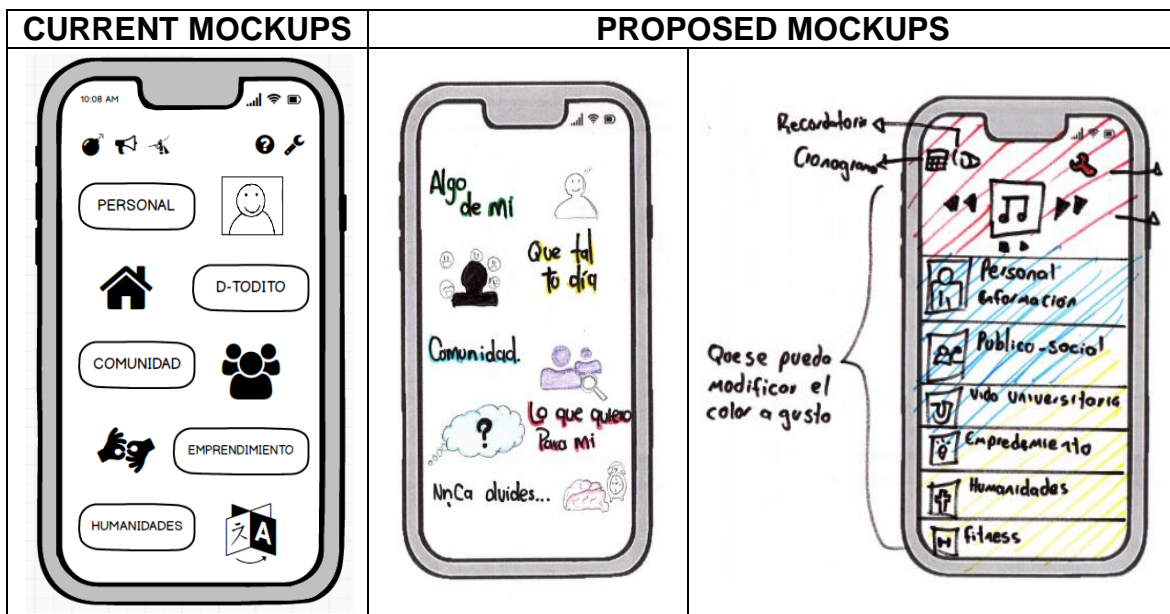 CURRENT MOCKUPS
PROPOSED MOCKUPS
10:08 AM
PERSONAL
D-TODITO
COMUNIDAD
EMPRENDIMIENTO
HUMANIDADES
文 A
Algo
de mi
Que tal
tu día
Comunidad.
?
Lo que quiero
Para mi
NnCa olvides...
Recordatorio
Cronograma
Que se pueda
modificar el
color a gusto
Personal
información
Publico-social
U
Vida universitaria
Empredemiento
Humanidades
fitness